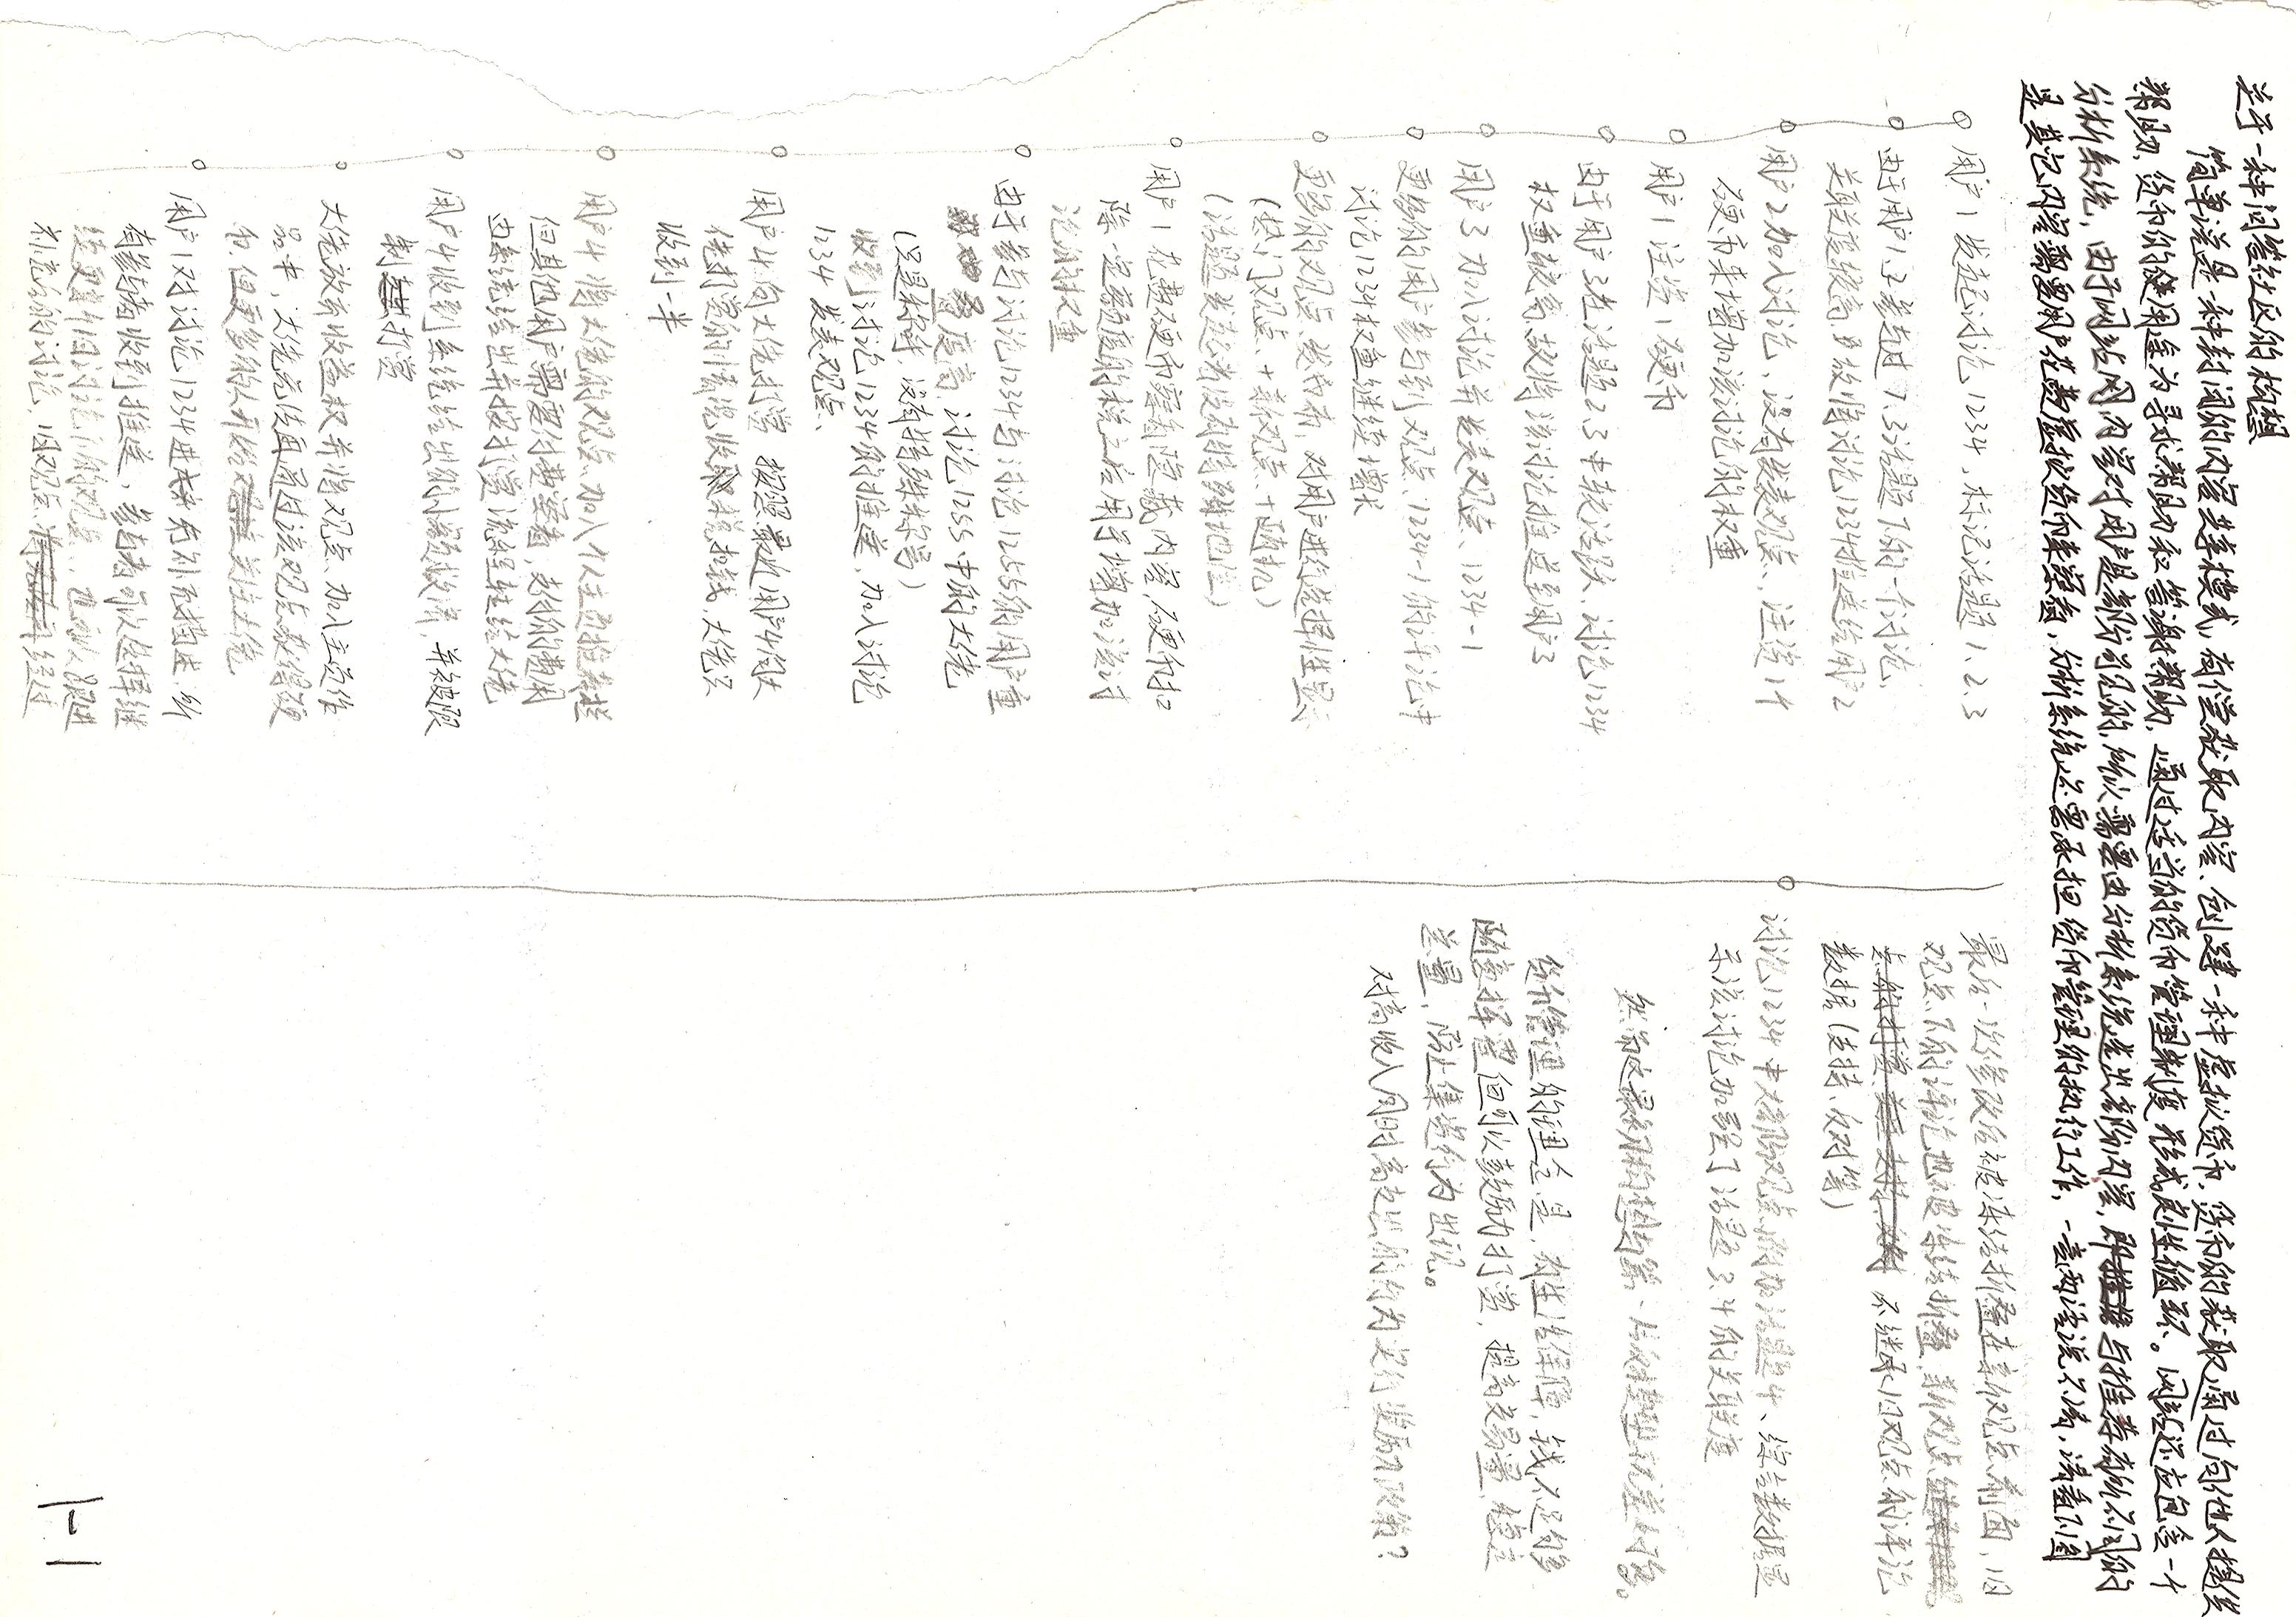 关于一种问答社区的构想
简单说是一种封闭的内容共享模式,有偿获取内容.创建一种虚拟货币,货币的获取通过向他人提供
帮助,货币的使用途为寻求帮助和答谢帮助,通过适当的货币管理制度形成良性循环。网站还应包含一个
分析系统,由于网站网内容对用户是部分可见的,所以需要由分析系统选出部分内容,与推荐有所不同的
是其它内容需要用户花费虚拟货币来查看,分析系统还需承担货币管理的执行工作,一言两语说不清,请看下图
用户1发起讨论1234,标记话题1、2、3
由于用户1、2参与过1、3话题下的一个讨论,
关联度较高,故将讨论1234推送给用户2
用户2加入讨论、没有发表观点,注资1个
硬币来增加该讨论的权重
用户1注资1硬币
由于用户3在话题2、3中较活跃、讨论1234
权重较高、故将该讨论推送至用户3
用户3加入讨论并发表观点、1234-1
更多的用户参与到观点1234-1的评论中
讨论1234权重继续增长
更多的观点发布,对用户进行选择性显示
(热门观点+新观点+随机)
(话题发起者没有特殊地位)
用户1花费硬币查看隐藏内容,硬币扣
除一定额度的税之后用于增加该讨
论的权重
由于参与讨论1234与讨论1255的用户重
叠度高,讨论1255中的大佬
(只是称呼,没有特殊称号)
收到讨论1234的推送,加入讨论
1234发表观点、
用户4向大佬打赏 按照最近用户4向大
佬打赏的情况收取税扣钱,大佬只
收到一半
用户4将大佬的观点加入个人主页推荐栏
但其他用户需要付费查看,支付的费用
由系统给出并按打赏流程转给大佬
用户4收到系统给出的小额救济,并被限
制打赏
大佬放弃收益权并将观点、加入主页作
品中,大佬无法再通过该观点获得硬
币.但更多的人开始关注大佬
用户1对讨论1234进行补充描述.所
有参与者收到推送,参与者可以选择继
续更新旧讨论下的观点、也可以跟进
补充后的讨论,旧观点经过
最后一次修改后被冻结折叠在新观点前面,旧
观点下的评论也被冻结折叠,新观点
不继承旧观点的评论
数据(支持、反对等)
讨论1234中大部分观点附加话题4、综合数据显
示该讨论加强了话题3、4的关联度
然而这最初构想与第一片反模型就差好多。
货币管理的理念是,有生活保障,钱不足够
随意挥霍但可以鼓励打赏,提高交易量,稳定
总量,防止集资行为出现。
对高收入同时高支出的行为实行奖励政策?
1-1